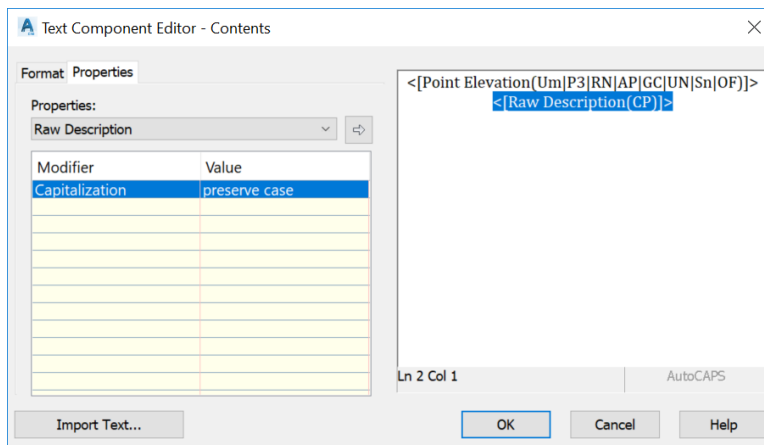 Text Component Editor - Contents
Format Properties
Properties:
Raw Description
Modifier Value
Capitalization preserve case
<[Point Elevation(Um|P3|RN|AP|GC|UN|Sn|OF)]>
<[Raw Description(CP)]>
Ln 2 Col 1 AutoCAPS
Import Text... OK Cancel Help